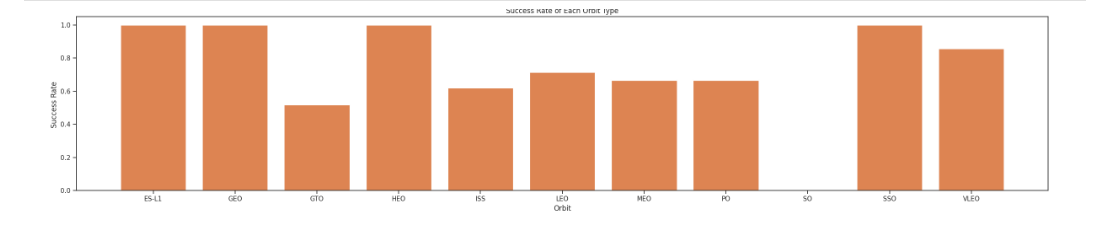 Success Rate of Each Orbit Type
1.0
0.8
0.6
0.4
0.2
0.0
Success Rate
ES-L1 GEO GTO HEO ISS LEO MEO PO SO SSO VLEO
Orbit